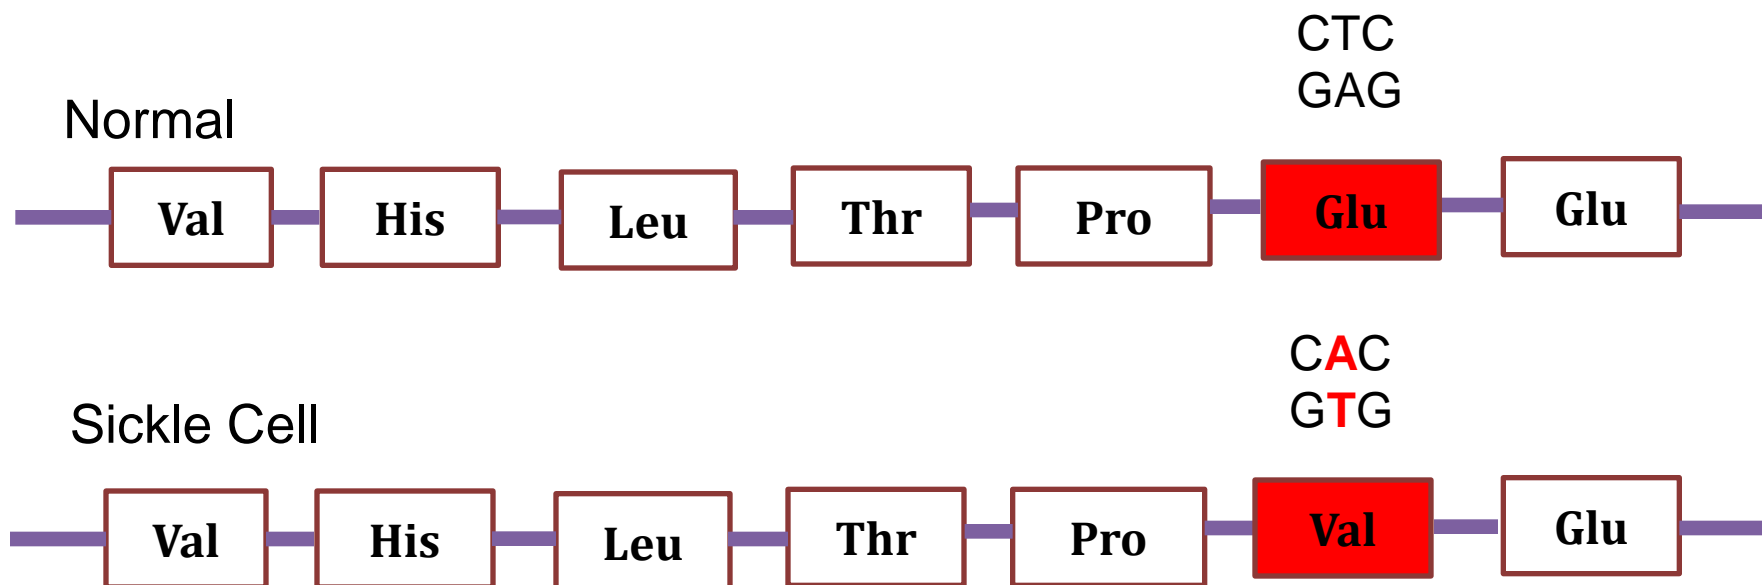 CTC
GAG
Normal
Val His Leu Thr Pro Glu Glu
CAC
GTG
Sickle Cell
Val His Leu Thr Pro Val Glu